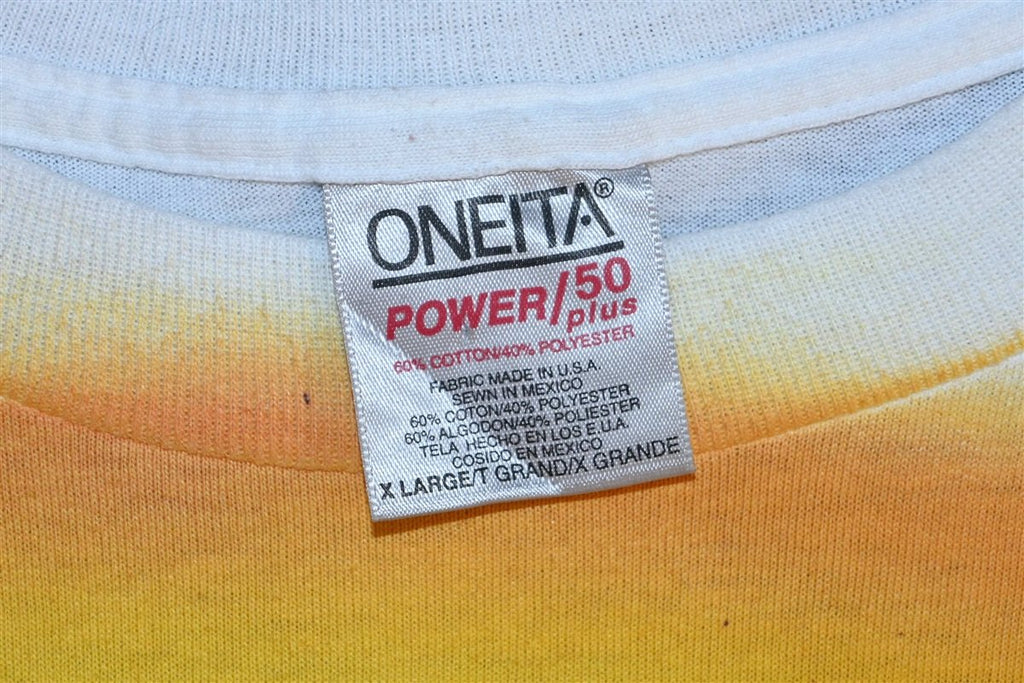 ONEITA®
POWER/50 plus
60% COTTON/40% POLYESTER
FABRIC MADE IN U.S.A.
SEWN IN MEXICO
60% COTON/40% POLYESTER
60% ALGODON/40% POLIESTER
TELA HECHO EN LOS E.U.A.
COSIDO EN MEXICO
X LARGE/T GRAND/X GRANDE